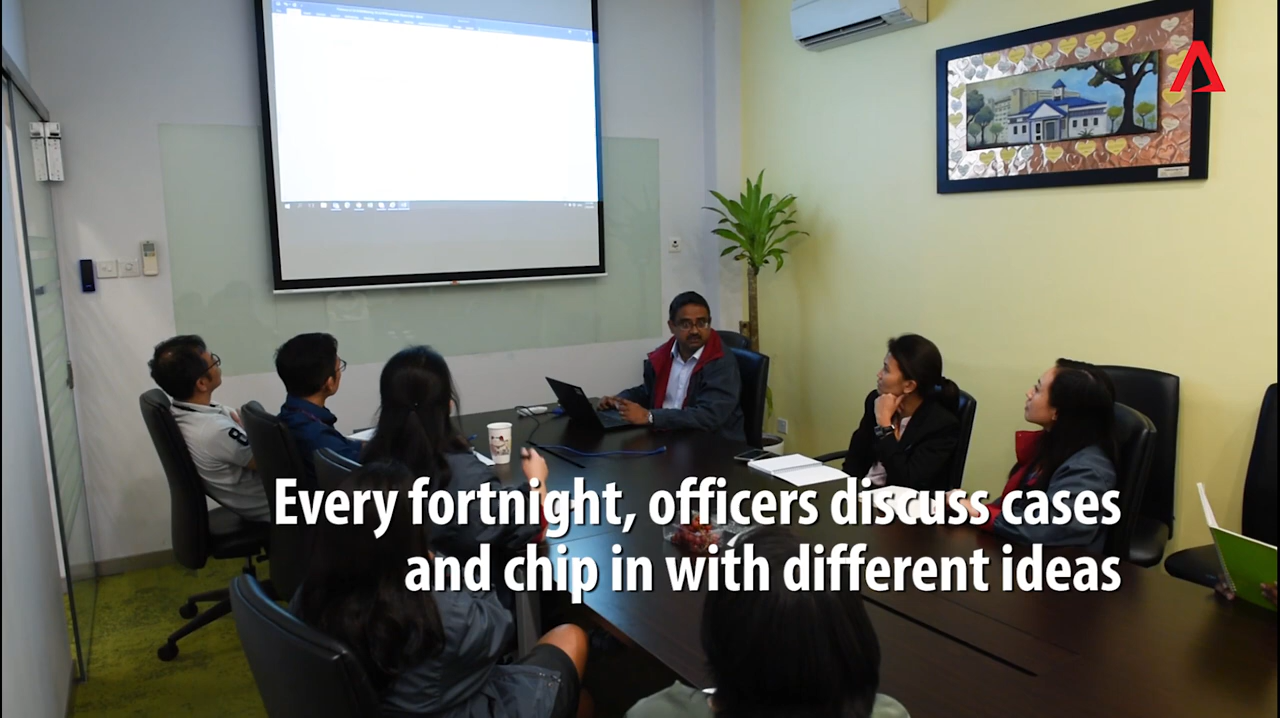 Every fortnight, officers discuss cases
and chip in with different ideas